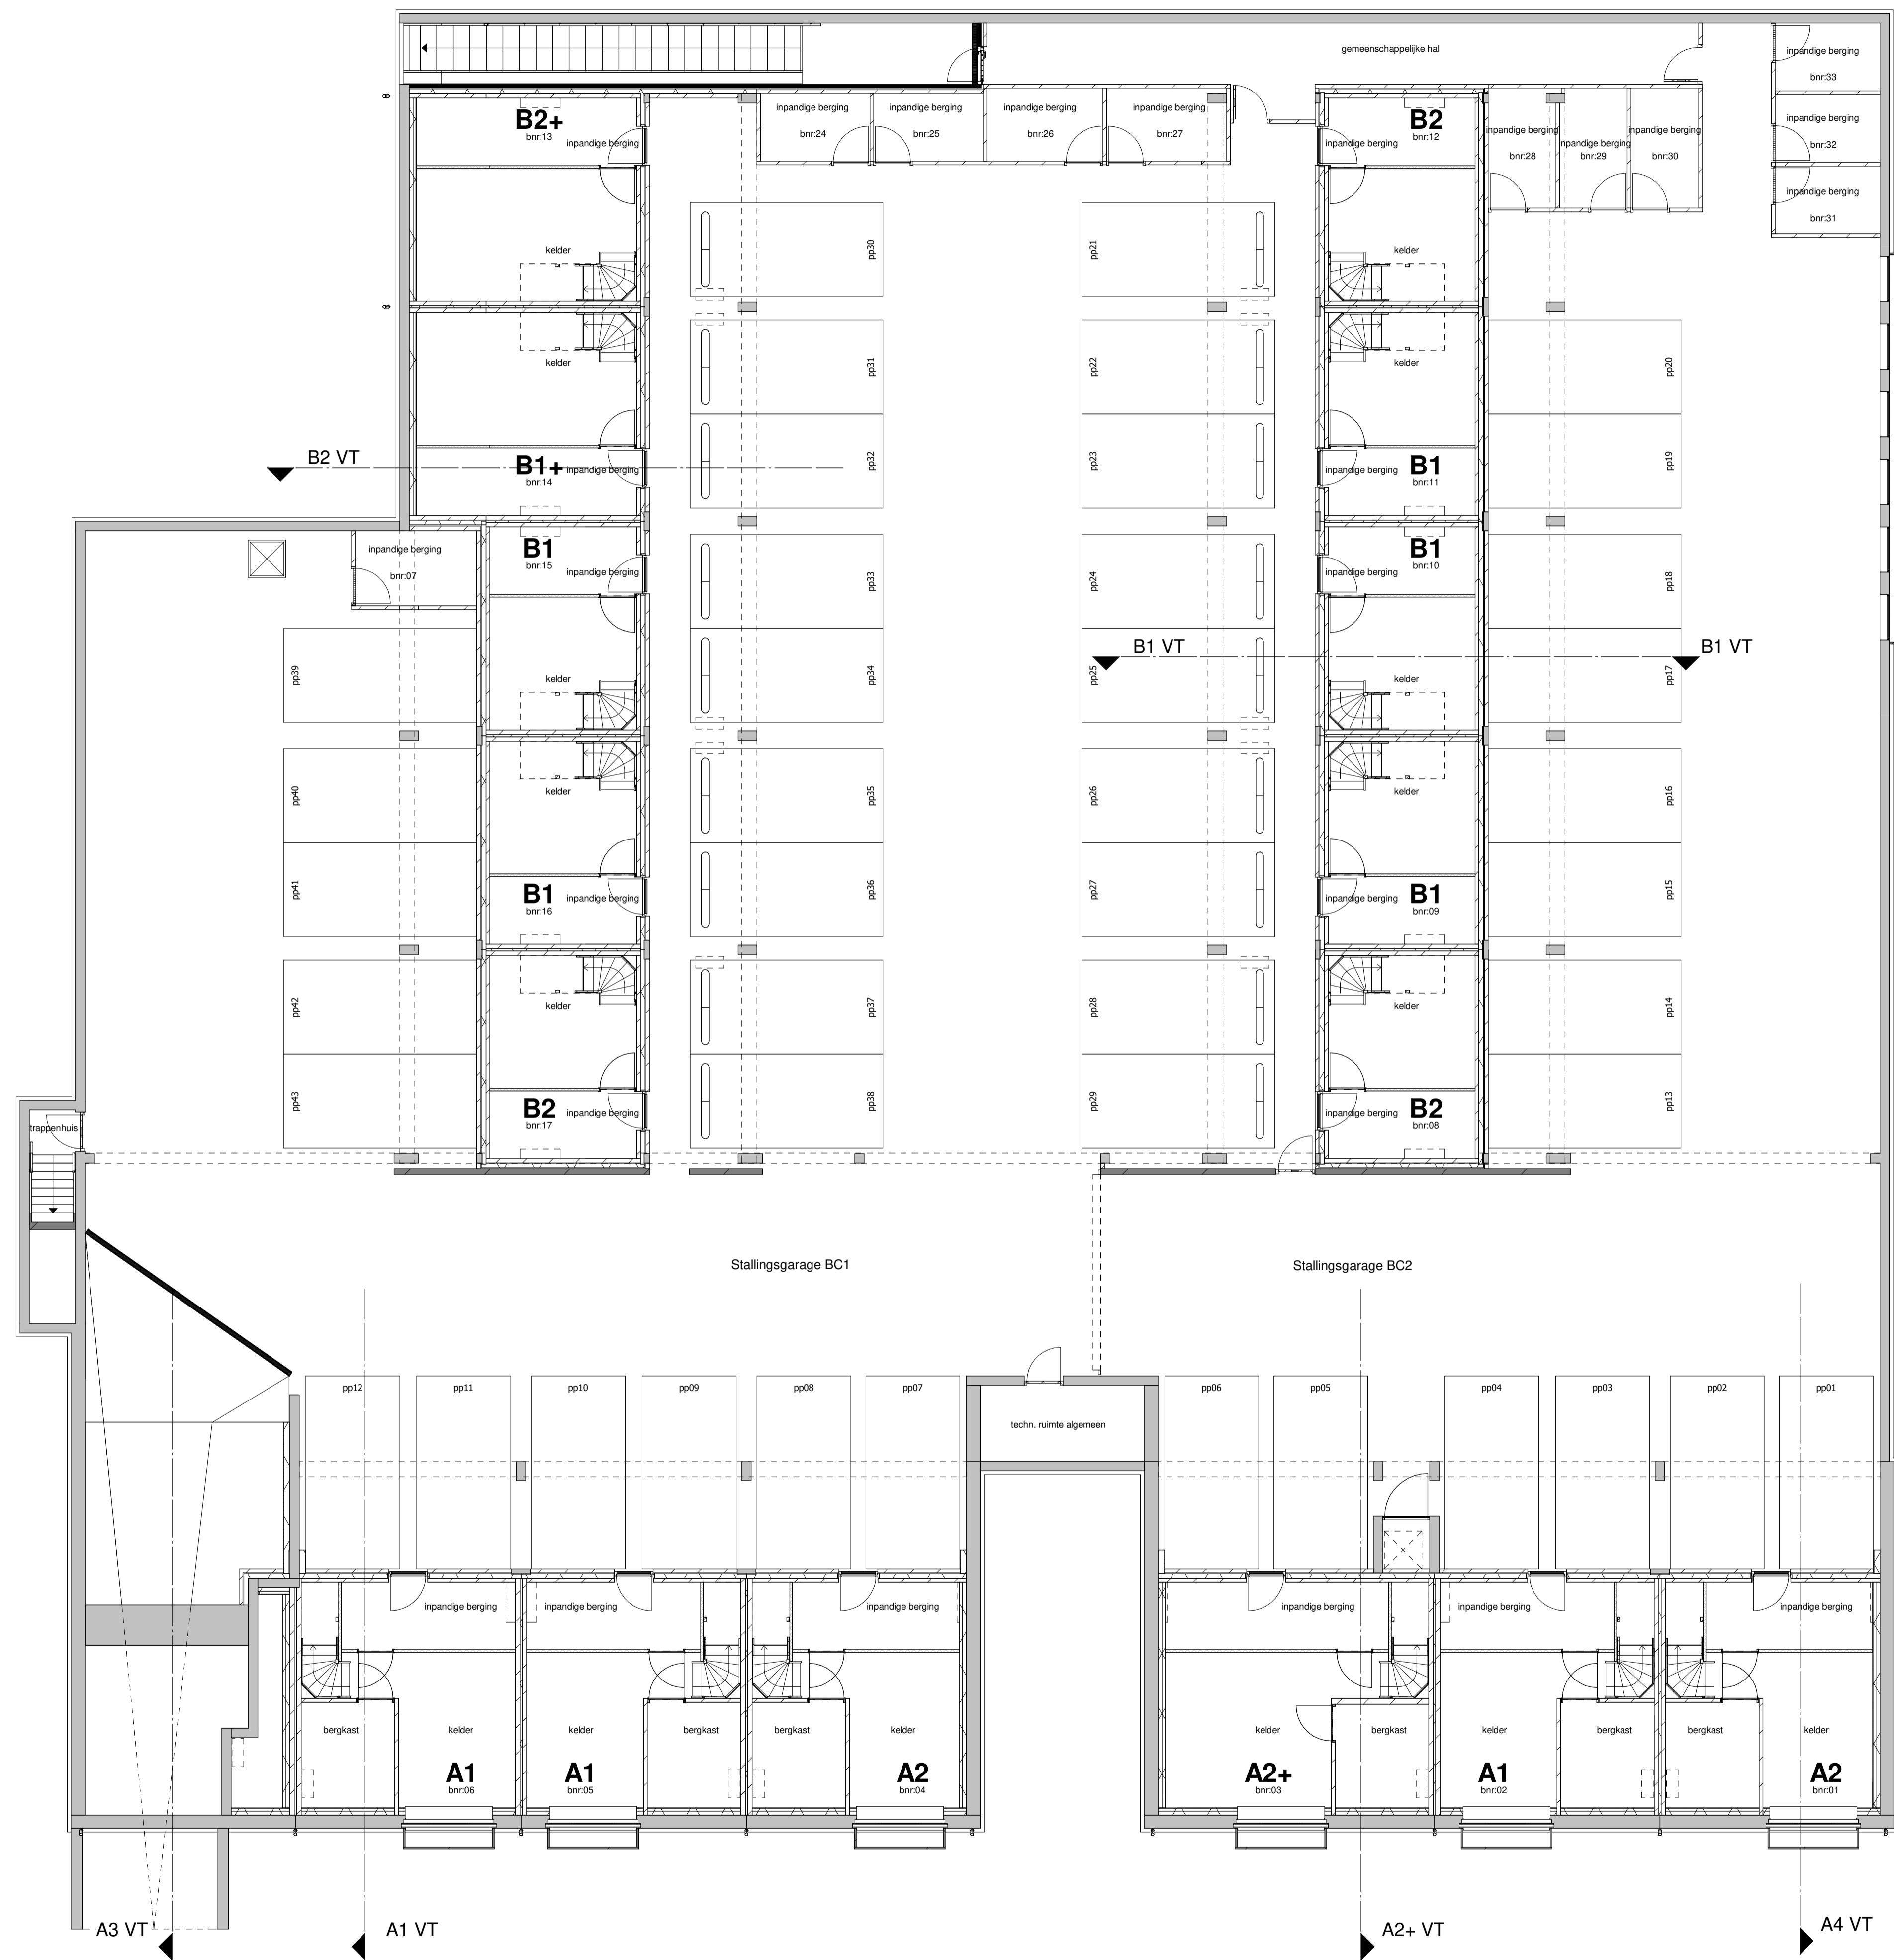 gemeenschappelijke hal
inpandige berging
bnr:33
inpandige berging
bnr:32
inpandige berging
bnr:31
B2+
bnr:13
inpandige berging
inpandige berging
bnr:24
inpandige berging
bnr:25
inpandige berging
bnr:26
inpandige berging
bnr:27
B2
bnr:12
inpandige berging
inpandige berging
bnr:28
inpandige berging
bnr:29
inpandige berging
bnr:30
kelder
pp30
pp21
kelder
kelder
pp31
pp22
kelder
pp20
B2 VT
B1+
bnr:14
inpandige berging
pp32
pp23
inpandige berging
B1
bnr:11
pp19
inpandige berging
bnr:07
B1
bnr:15
inpandige berging
pp33
pp24
inpandige berging
B1
bnr:10
pp18
pp39
kelder
pp34
pp25
B1 VT
kelder
pp17
B1 VT
pp40
kelder
pp35
pp26
kelder
pp16
pp41
B1
bnr:16
inpandige berging
pp36
pp27
inpandige berging
B1
bnr:09
pp15
pp42
kelder
pp37
pp28
kelder
pp14
pp43
B2
bnr:17
inpandige berging
pp38
pp29
inpandige berging
B2
bnr:08
pp13
trappenhuis
Stallingsgarage BC1
Stallingsgarage BC2
pp12
pp11
pp10
pp09
pp08
pp07
pp06
pp05
pp04
pp03
pp02
pp01
techn. ruimte algemeen
inpandige berging
inpandige berging
inpandige berging
inpandige berging
inpandige berging
inpandige berging
bergkast
kelder
kelder
bergkast
bergkast
kelder
kelder
bergkast
kelder
bergkast
bergkast
kelder
A1
bnr:06
A1
bnr:05
A2
bnr:04
A2+
bnr:03
A1
bnr:02
A2
bnr:01
A3 VT
A1 VT
A2+ VT
A4 VT